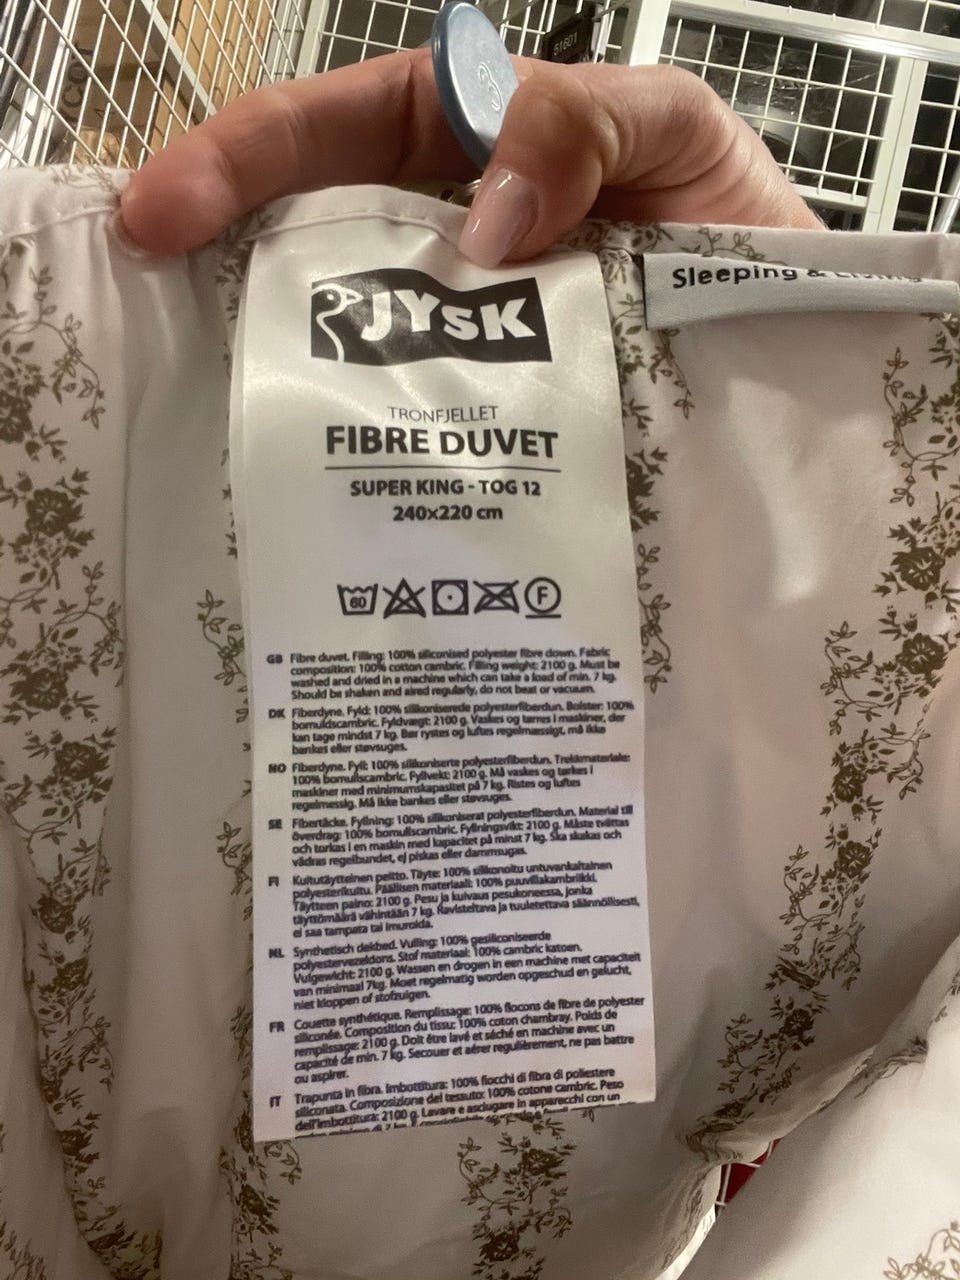 3
51601
Sleeping &
JYSK
TRONFJELLET
FIBRE DUVET
SUPER KING - TOG 12
240x220 cm
60
F
GB Fibre duvet. Filling: 100% siliconised polyester fibre down. Fabric
composition: 100% cotton cambric. Filling weight: 2100 g. Must be
washed and dried in a machine which can take a load of min. 7 kg.
Should be shaken and aired regularly, do not beat or vacuum.
DK Fiberdyne. Fyld: 100% silikoniserede polyesterfiberdun. Bolster: 100%
bomuldscambric. Fyldvægt: 2100 g. Vaskes og tørres i maskiner, der
kan tage mindst 7 kg. Bør rystes og luftes regelmæssigt, må ikke
bankes eller støvsuges.
NO Fiberdyne. Fyll: 100% silikoniserte polyesterfiberdun. Trekkmateriale:
100% bomullscambric. Fyllvekt: 2100 g. Må vaskes og tørkes i
maskiner med minimumskapasitet på 7 kg. Ristes og luftes
regelmessig. Må ikke bankes eller støvsuges.
SE Fibertäcke. Fyllning: 100% silikoniserat polyesterfiberdun. Material till
överdrag: 100% bomullscambric. Fyllningsvikt: 2100 g. Måste tvättas
och torkas i en maskin med kapacitet på minst 7 kg. Ska skakas och
vädras regelbundet, ej piskas eller dammsugas.
FI Kuitutäytteinen peitto. Täyte: 100% silikonoitu untuvankaltainen
polyesterikuitu. Päällisen materiaali: 100% puuvillakambriikki.
Täytteen paino: 2100 g. Pesu ja kuivaus pesukoneessa, jonka
täyttömäärä vähintään 7 kg. Ravisteltava ja tuuletettava säännöllisesti,
ei saa tampata tai imuroida.
NL Synthetisch dekbed. Vulling: 100% gesiliconiseerde
polyestervezeldons. Stof materiaal: 100% cambric katoen.
Vulgewicht: 2100 g. Wassen en drogen in een machine met capaciteit
van minimaal 7kg. Moet regelmatig worden opgeschud en gelucht,
niet kloppen of stofzuigen.
FR Couette synthétique. Remplissage: 100% flocons de fibre de polyester
siliconée. Composition du tissu: 100% coton chambray. Poids de
remplissage: 2100 g. Doit être lavé et séché en machine avec un
capacité de min. 7 kg. Secouer et aérer regulièrement, ne pas battre
ou aspirer.
IT Trapunta in fibra. Imbottitura: 100% fiocchi di fibra di poliestere
siliconata. Composizione del tessuto: 100% cotone cambric. Peso
dell'imbottitura: 2100 g. Lavare e asciugare in apparecchi con un